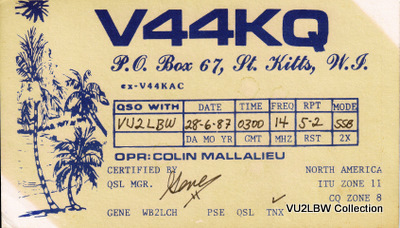 V44KQ
P.O. Box 67, St. Kitts, W.I.
ex-V44KAC
QSO WITH DATE TIME FREQ RPT MODE
VU2LBW 28-6-87 0300 14 5-2 SSB
DA MO YR GMT MHZ RST 2X
OPR: COLIN MALLALIEU
CERTIFIED BY NORTH AMERICA
QSL MGR. Gene ITU ZONE 11
CQ ZONE 8
GENE WB2LCH PSE QSL TNX ✓
VU2LBW Collection